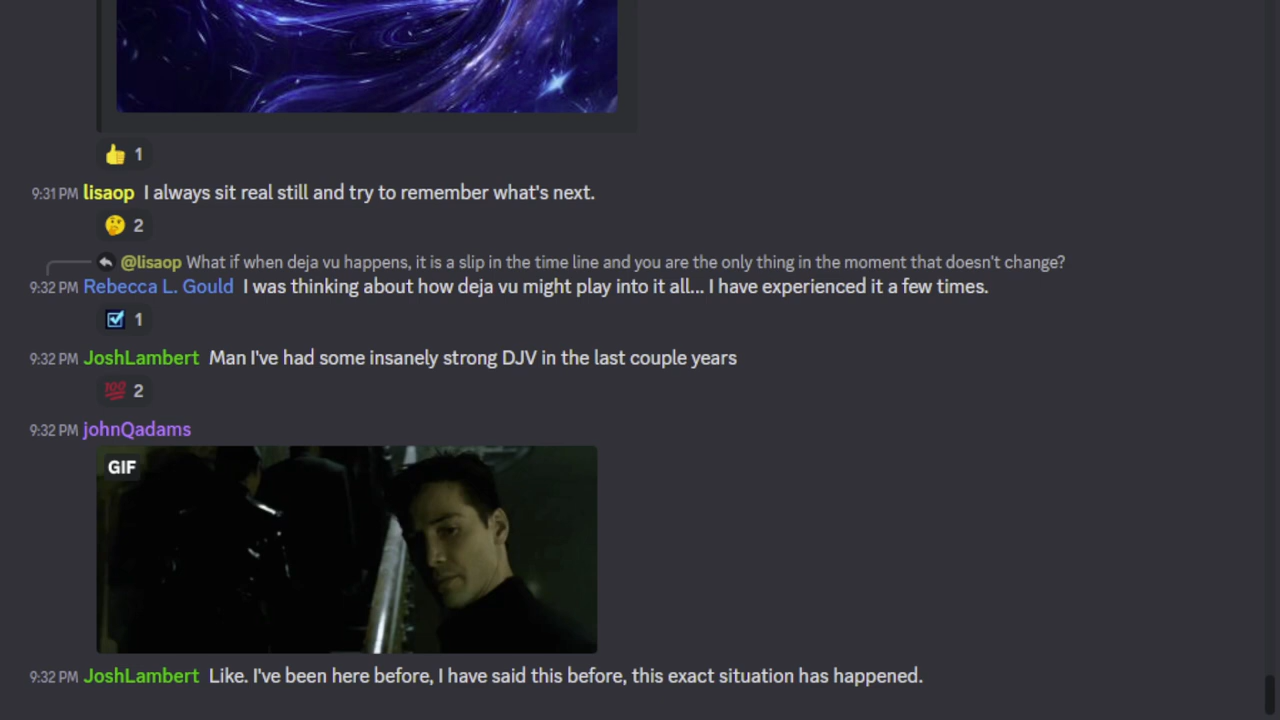 1
9:31 PM lisaop I always sit real still and try to remember what's next.
2
@lisaop What if when deja vu happens, it is a slip in the time line and you are the only thing in the moment that doesn't change?
9:32 PM Rebecca L. Gould I was thinking about how deja vu might play into it all... I have experienced it a few times.
1
9:32 PM JoshLambert Man I've had some insanely strong DJV in the last couple years
💯 2
9:32 PM johnQadams
GIF
9:32 PM JoshLambert Like. I've been here before, I have said this before, this exact situation has happened.